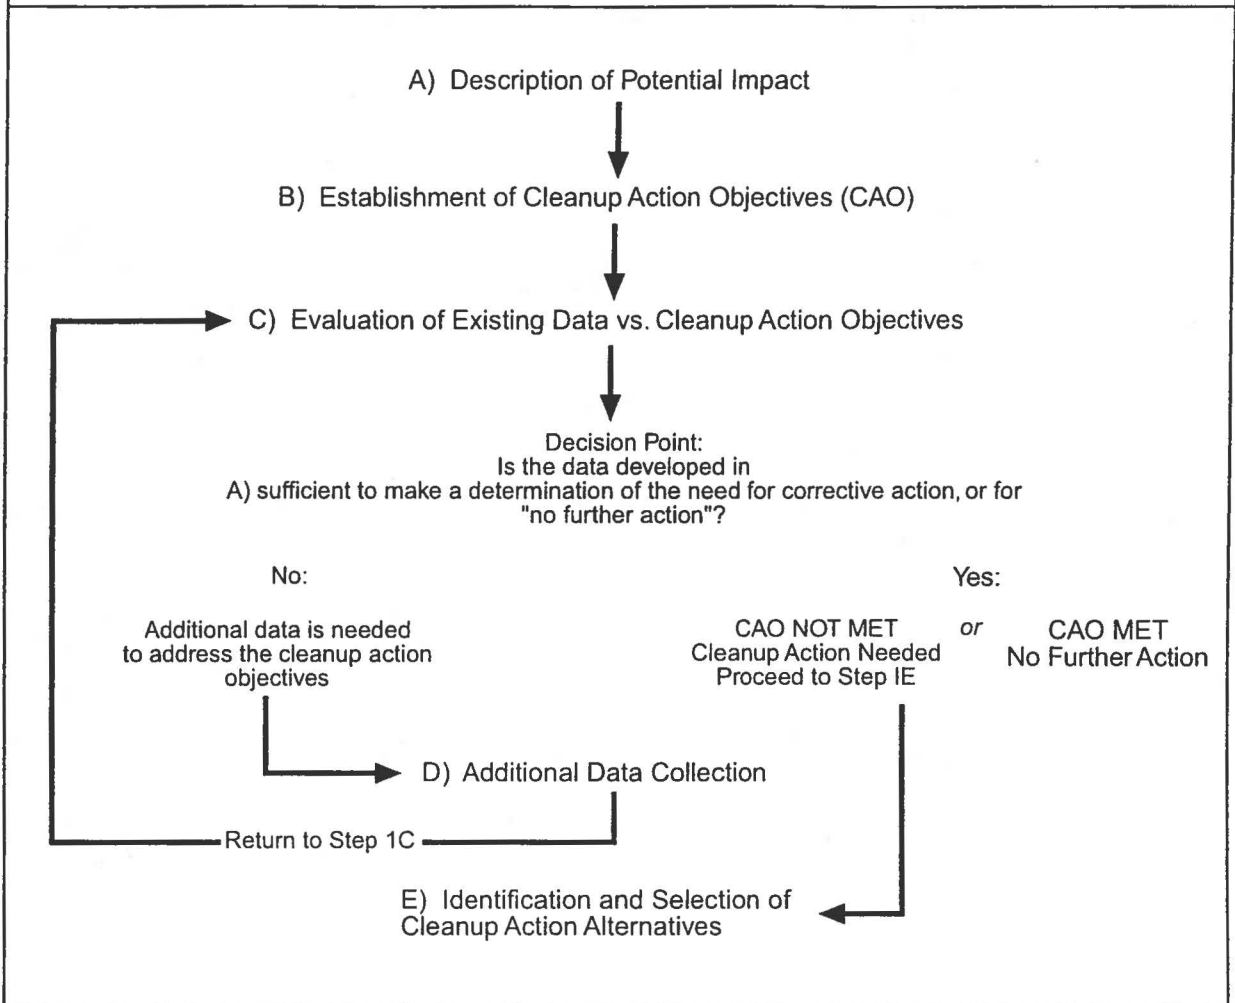 A) Description of Potential Impact
B) Establishment of Cleanup Action Objectives (CAO)
C) Evaluation of Existing Data vs. Cleanup Action Objectives
Decision Point:
Is the data developed in
A) sufficient to make a determination of the need for corrective action, or for
"no further action"?
No:
Yes:
Additional data is needed
to address the cleanup action
objectives
CAO NOT MET
Cleanup Action Needed
Proceed to Step IE
or
CAO MET
No Further Action
D) Additional Data Collection
Return to Step 1C
E) Identification and Selection of
Cleanup Action Alternatives